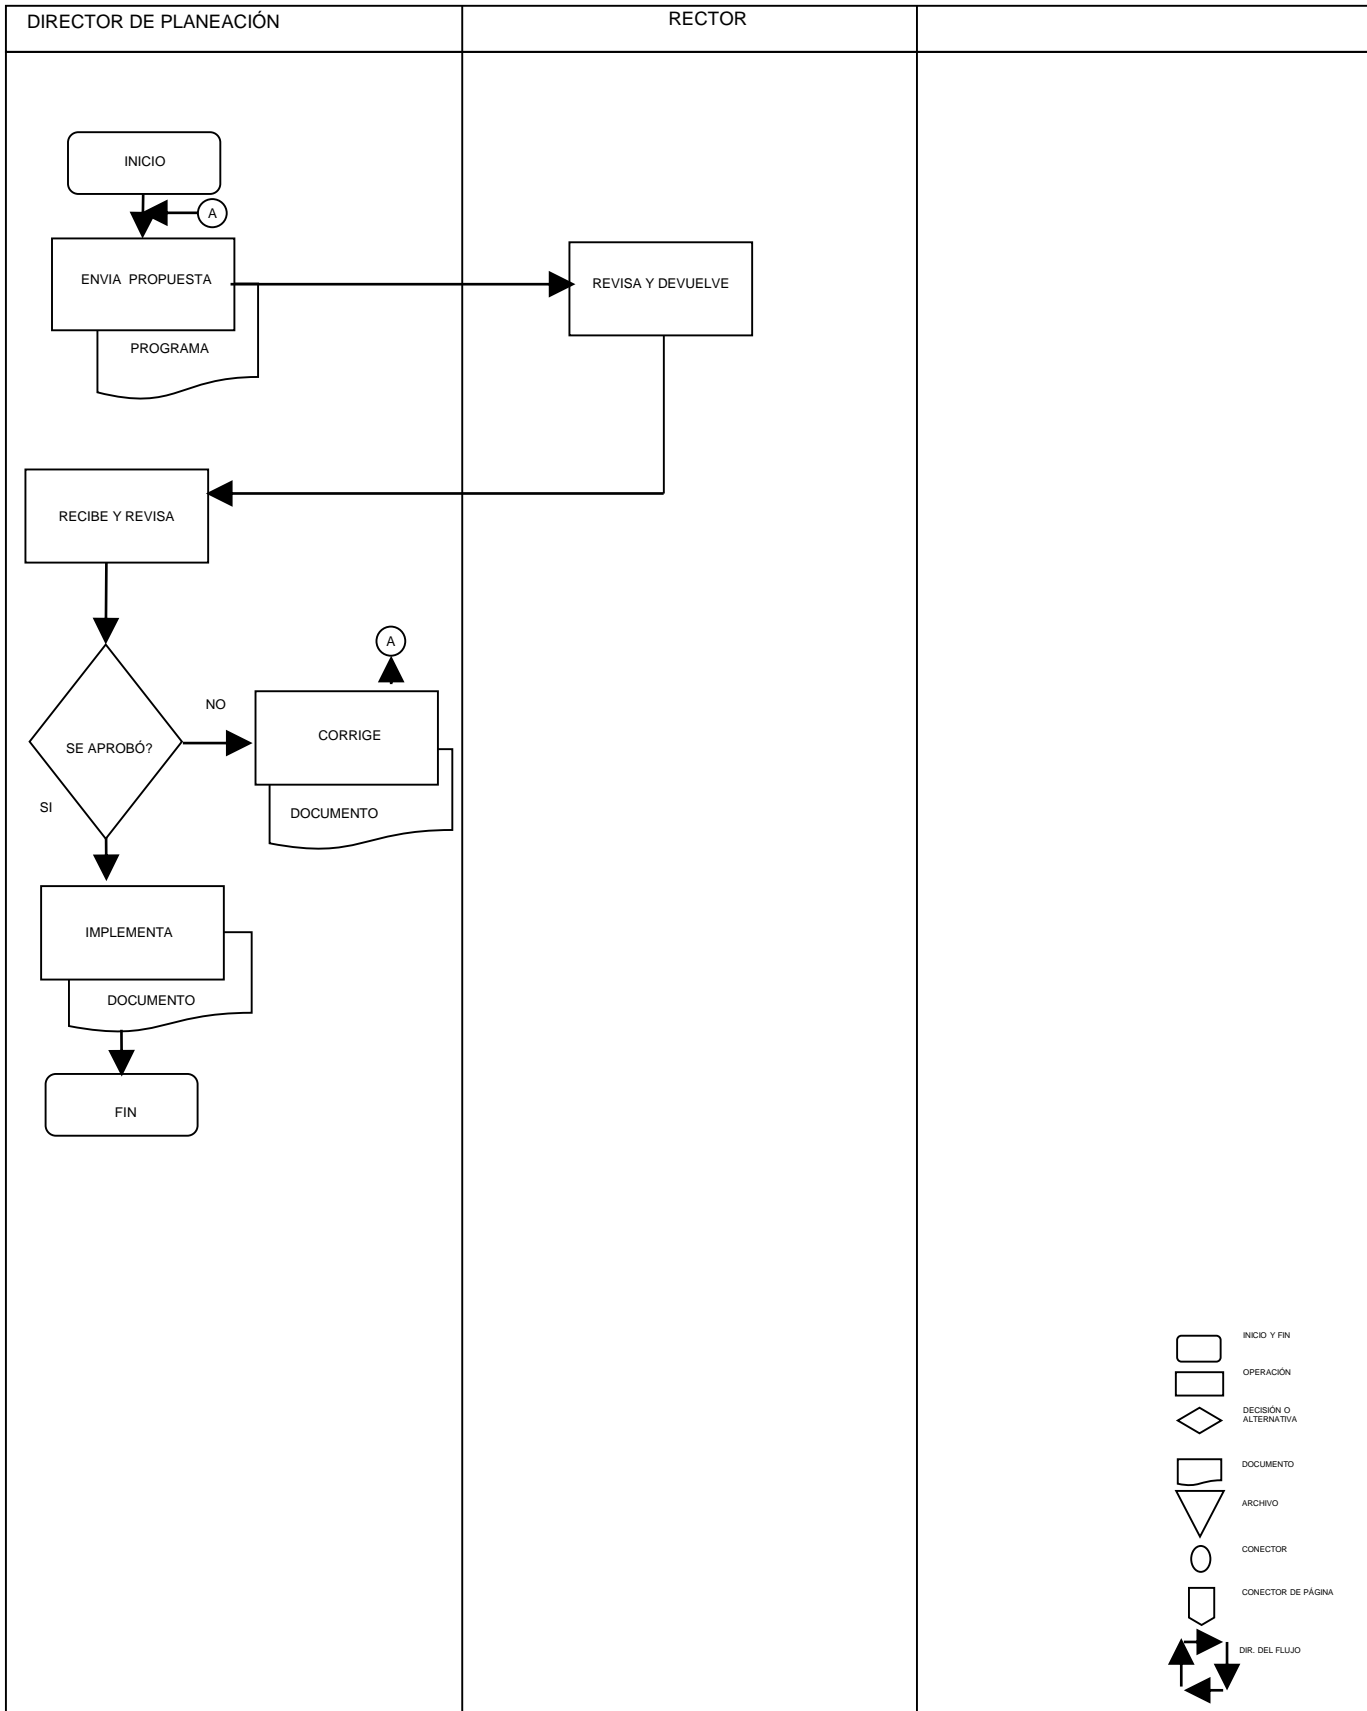 DIRECTOR DE PLANEACIÓN
RECTOR
INICIO
A
ENVIA PROPUESTA
REVISA Y DEVUELVE
PROGRAMA
RECIBE Y REVISA
A
NO
CORRIGE
SE APROBÓ?
SI
DOCUMENTO
IMPLEMENTA
DOCUMENTO
FIN
INICIO Y FIN
OPERACIÓN
DECISIÓN O
ALTERNATIVA
DOCUMENTO
ARCHIVO
CONECTOR
CONECTOR DE PÁGINA
DIR. DEL FLUJO